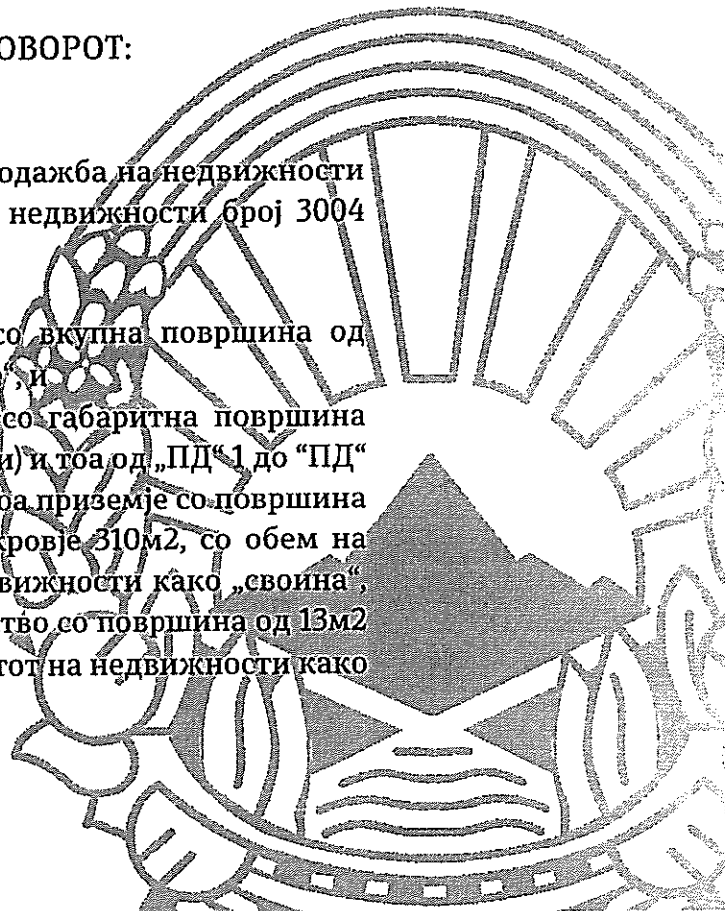 ОВОРОТ:
одажба на недвижности
недвижности број 3004
со вкупна површина од
“, и
со габаритна површина
и) и тоа од „ПД“ 1 до “ПД“
оа приземје со површина
кровје 310м2, со обем на
движности како „своина“,
тво со површина од 13м2
тот на недвижности како